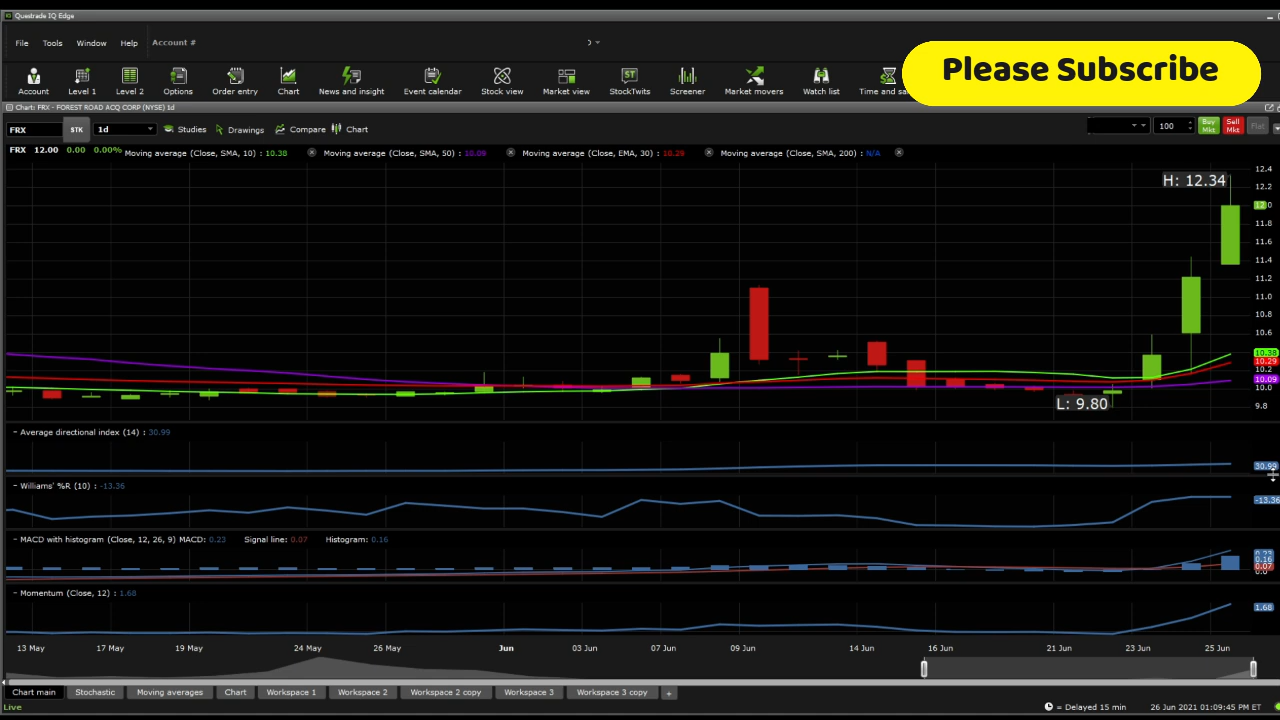 Questrade IQ Edge
File Tools Window Help Account #
Please Subscribe
Account Level 1 Level 2 Options Order entry Chart News and insight Event calendar Stock view Market view StockTwits Screener Market movers Watch list
Chart: FRX - FOREST ROAD ACQ CORP (NYSE) 1d
FRX STK 1d Studies Drawings Compare Chart 100 Buy Mkt Sell Mkt Flat
FRX 12.00 0.00 0.00% Moving average (Close, SMA, 10) : 10.38 Moving average (Close, SMA, 50) : 10.09 Moving average (Close, EMA, 30) : 10.29 Moving average (Close, SMA, 200) : N/A
12.4
H: 12.34
12.2
12.0
11.8
11.6
11.4
11.2
11.0
10.8
10.6
10.38
10.29
10.2
10.09
10.0
L: 9.80
9.8
- Average directional index (14) : 30.99
30.99
- Williams' %R (10) : -13.36
-13.36
- MACD with histogram (Close, 12, 26, 9) MACD: 0.23 Signal line: 0.07 Histogram: 0.16
0.23
0.16
0.07
0.0
- Momentum (Close, 12) : 1.68
1.68
13 May 17 May 19 May 24 May 26 May Jun 03 Jun 07 Jun 09 Jun 14 Jun 16 Jun 21 Jun 23 Jun 25 Jun
Chart main Stochastic Moving averages Chart Workspace 1 Workspace 2 Workspace 2 copy Workspace 3 Workspace 3 copy +
Live = Delayed 15 min 26 Jun 2021 01:09:45 PM ET